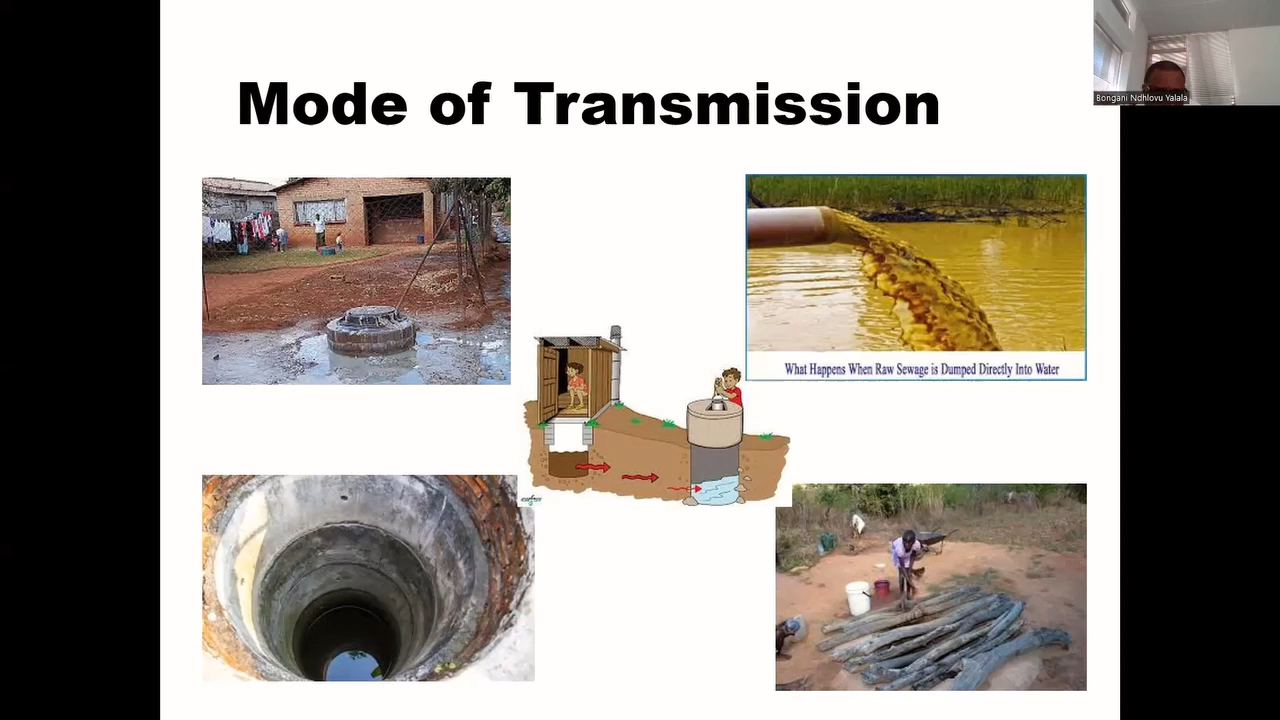 Mode of Transmission
Bongani Ndhlovu Yalala
What Happens When Raw Sewage is Dumped Directly Into Water